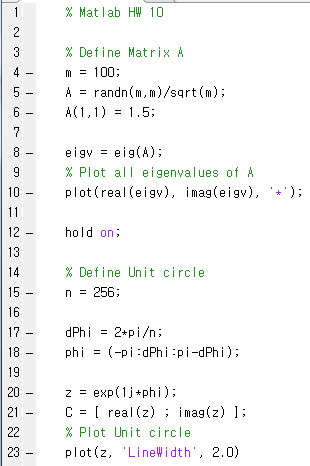 1 % Matlab HW 10
2
3 % Define Matrix A
4 – m = 100;
5 – A = randn(m,m)/sqrt(m);
6 – A(1,1) = 1.5;
7
8 – eigv = eig(A);
9 % Plot all eigenvalues of A
10 – plot(real(eigv), imag(eigv), '*');
11
12 – hold on;
13
14 % Define Unit circle
15 – n = 256;
16
17 – dPhi = 2*pi/n;
18 – phi = (-pi:dPhi:pi-dPhi);
19
20 – z = exp(1j*phi);
21 – C = [ real(z) ; imag(z) ];
22 % Plot Unit circle
23 – plot(z, 'LineWidth', 2.0)